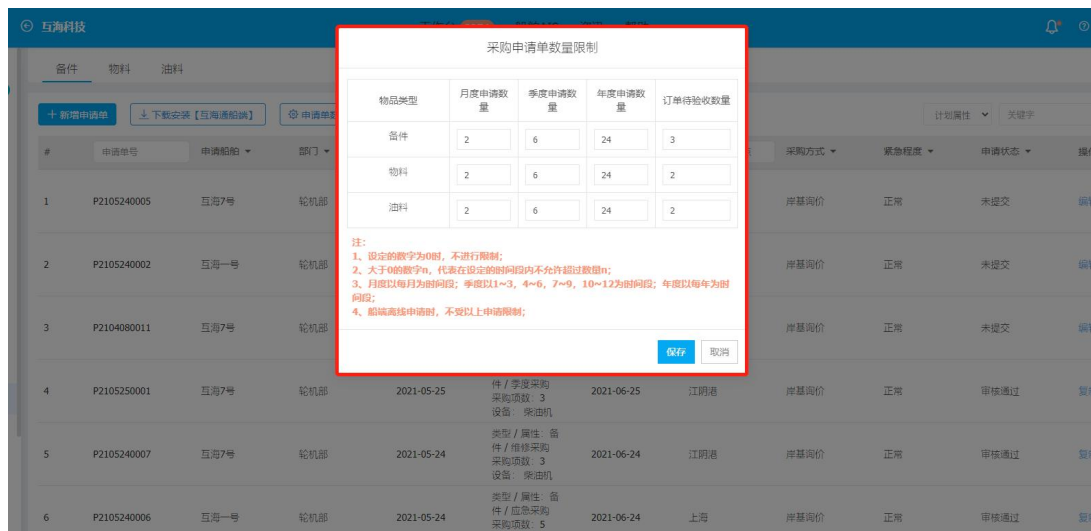 互海科技
备件 物料 油料
+ 新增申请单 下载安装【互海通船端】 申请单数 计划属性 关键字
采购申请单数量限制
物品类型 月度申请数量 季度申请数量 年度申请数量 订单待验收数量
备件 2 6 24 3
物料 2 6 24 2
油料 2 6 24 2
注:
1、设定的数字为0时，不进行限制;
2、大于0的数字n，代表在设定的时间段内不允许超过数量n;
3、月度以每月为时间段；季度以1~3，4~6，7~9，10~12为时间段；年度以每年为时
间段;
4、船端离线申请时，不受以上申请限制;
保存 取消
# 申请单号 申请船舶 部门 采购方式 紧急程度 申请状态 操作
1 P2105240005 互海7号 轮机部 岸基询价 正常 未提交 编辑
2 P2105240002 互海一号 轮机部 岸基询价 正常 未提交 编辑
3 P2104080011 互海7号 轮机部 岸基询价 正常 未提交 编辑
4 P2105250001 互海7号 轮机部 2021-05-25 件 / 季度采购 2021-06-25 江阴港 岸基询价 正常 审核通过
采购项数: 3
设备: 柴油机
类型 / 属性: 备
5 P2105240007 互海7号 轮机部 2021-05-24 件 / 维修采购 2021-06-24 江阴港 岸基询价 正常 审核通过
采购项数: 3
设备: 柴油机
类型 / 属性: 备
6 P2105240006 互海一号 轮机部 2021-05-24 件 / 应急采购 2021-06-24 上海 岸基询价 正常 审核通过
采购项数: 5